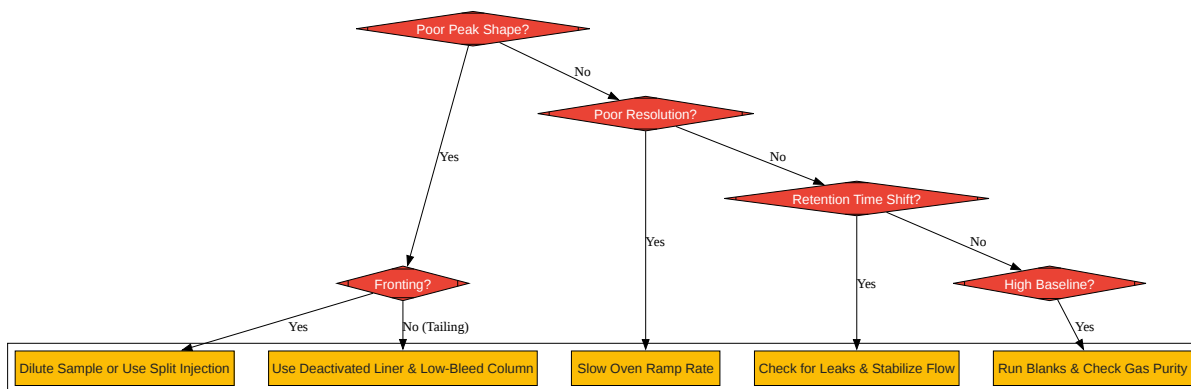 Poor Peak Shape?
No
Poor Resolution?
Yes
No
Retention Time Shift?
Yes
Yes
No
Fronting?
High Baseline?
Yes
No (Tailing)
Yes
Dilute Sample or Use Split Injection
Use Deactivated Liner & Low-Bleed Column
Slow Oven Ramp Rate
Check for Leaks & Stabilize Flow
Run Blanks & Check Gas Purity